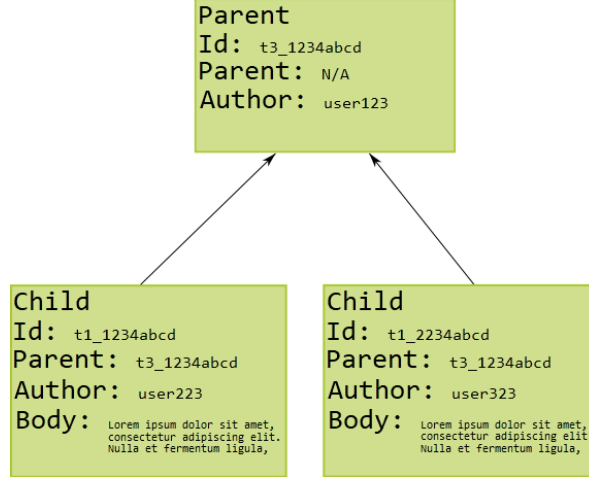 Parent
Id: t3_1234abcd
Parent: N/A
Author: user123
Child
Id: t1_1234abcd
Parent: t3_1234abcd
Author: user223
Body: Lorem ipsum dolor sit amet,
consectetur adipiscing elit.
Nulla et fermentum ligula,
Child
Id: t1_2234abcd
Parent: t3_1234abcd
Author: user323
Body: Lorem ipsum dolor sit amet,
consectetur adipiscing elit
Nulla et fermentum ligula,